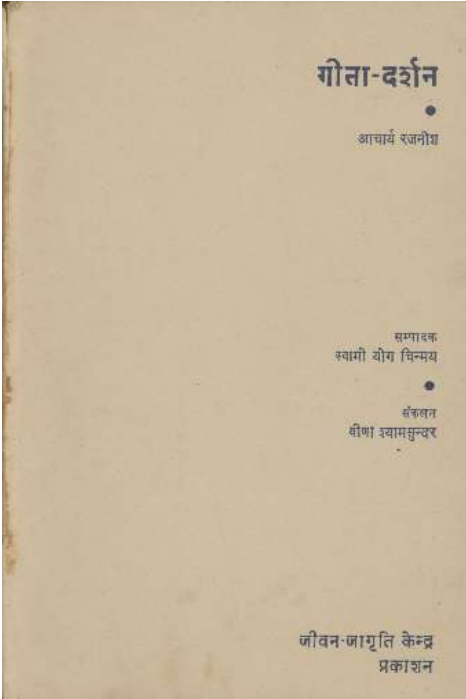 गीता-दर्शन
•
आचार्य रजनीश
सम्पादक
स्वामी योग चिन्मय
•
संकलन
वीणा श्यामसुन्दर
जीवन-जागृति केन्द्र
प्रकाशन